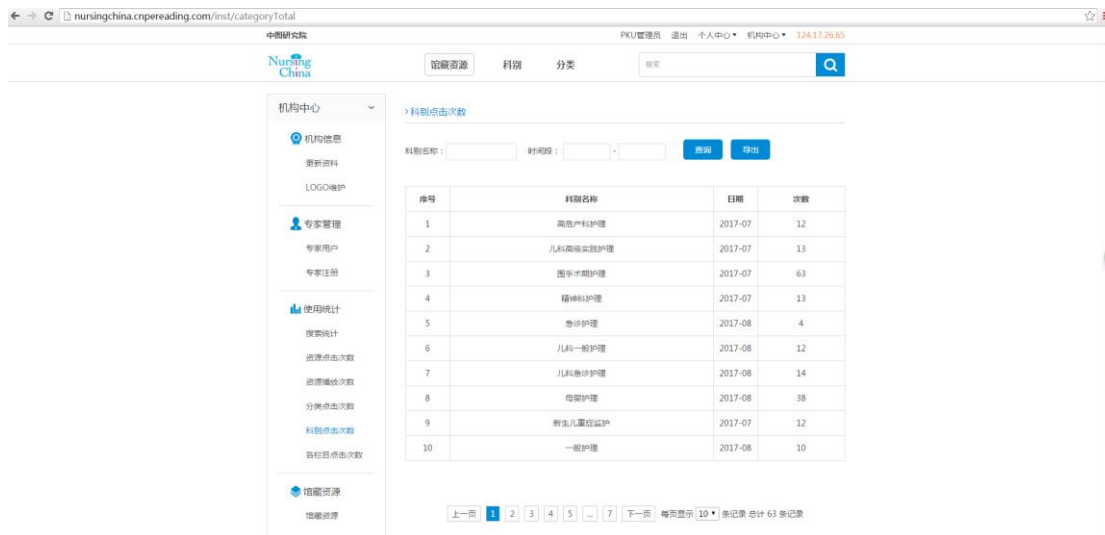 nursingchina.cnpereading.com/inst/categoryTotal
中图研究院 PKU管理员 退出 个人中心 机构中心 124.17.26.65
Nursing China 馆藏资源 科别 分类 搜索
机构中心
机构信息
更新资料
LOGO维护
专家管理
专家用户
专家注册
使用统计
搜索统计
资源点击次数
资源播放次数
分类点击次数
科别点击次数
各栏目点击次数
馆藏资源
馆藏资源
科别点击次数
科别名称： 时间段： - 查询 导出
序号 科别名称 日期 次数
1 高危产科护理 2017-07 12
2 儿科高级实践护理 2017-07 13
3 围手术期护理 2017-07 63
4 精神科护理 2017-07 13
5 急诊护理 2017-08 4
6 儿科一般护理 2017-08 12
7 儿科急诊护理 2017-08 14
8 母婴护理 2017-08 38
9 新生儿重症监护 2017-07 12
10 一般护理 2017-08 10
上一页 1 2 3 4 5 ... 7 下一页 每页显示 10 条记录 总计 63 条记录